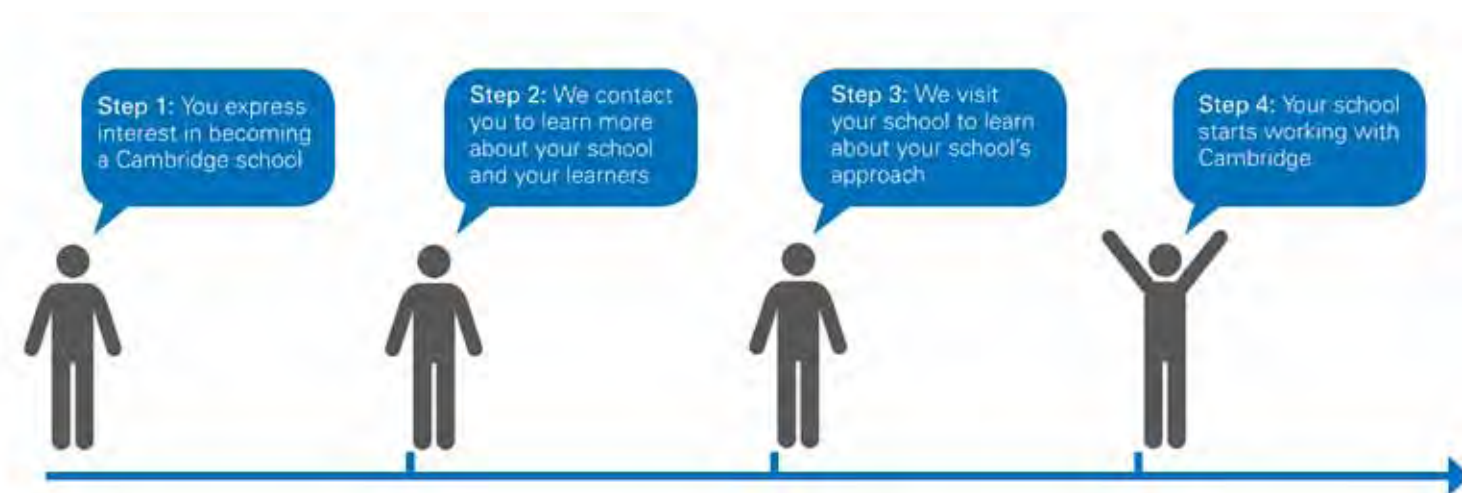 Step 1: You express
interest in becoming
a Cambridge school
Step 2: We contact
you to learn more
about your school
and your learners
Step 3: We visit
your school to learn
about your school's
approach
Step 4: Your school
starts working with
Cambridge